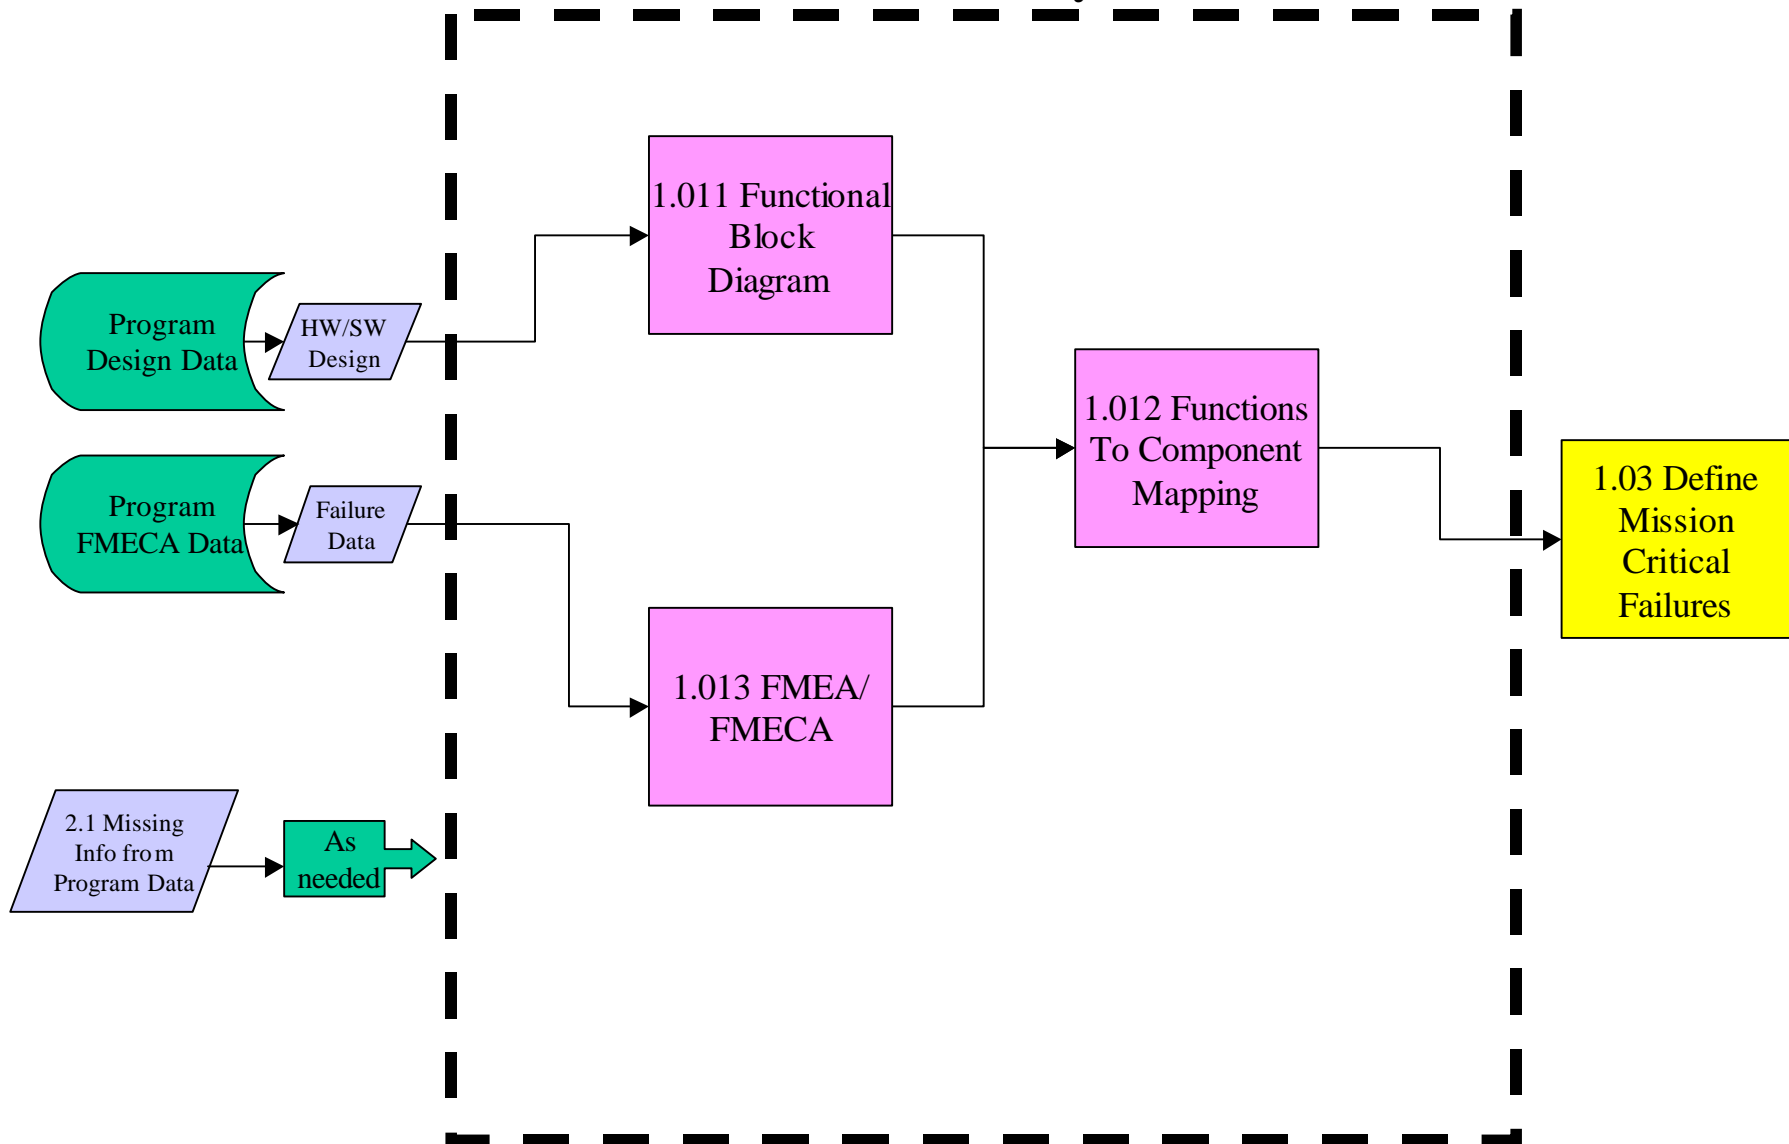 1.011 Functional
Block
Diagram
Program
Design Data
HW/SW
Design
1.012 Functions
To Component
Mapping
Program
FMECA Data
Failure
Data
1.03 Define
Mission
Critical
Failures
1.013 FMEA/
FMECA
2.1 Missing
Info from
Program Data
As
needed